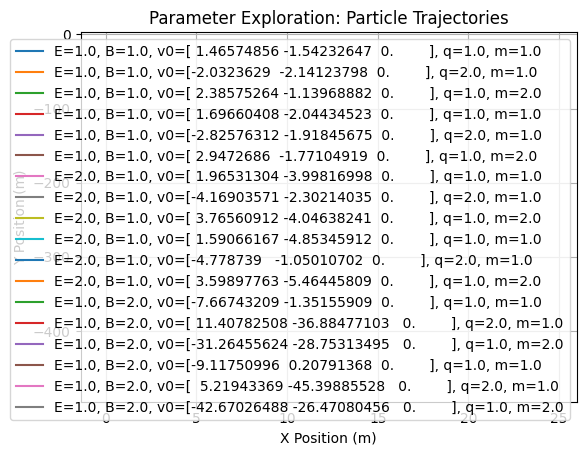 Parameter Exploration: Particle Trajectories
0
E=1.0, B=1.0, v0=[ 1.46574856 -1.54232647 0. ], q=1.0, m=1.0
E=1.0, B=1.0, v0=[-2.0323629 -2.14123798 0. ], q=2.0, m=1.0
−100
E=1.0, B=1.0, v0=[ 2.38575264 -1.13968882 0. ], q=1.0, m=2.0
E=1.0, B=1.0, v0=[ 1.69660408 -2.04434523 0. ], q=1.0, m=1.0
E=1.0, B=1.0, v0=[-2.82576312 -1.91845675 0. ], q=2.0, m=1.0
E=1.0, B=1.0, v0=[ 2.9472686 -1.77104919 0. ], q=1.0, m=2.0
E=2.0, B=1.0, v0=[ 1.96531304 -3.99816998 0. ], q=1.0, m=1.0
−200
E=2.0, B=1.0, v0=[-4.16903571 -2.30214035 0. ], q=2.0, m=1.0
E=2.0, B=1.0, v0=[ 3.76560912 -4.04638241 0. ], q=1.0, m=2.0
E=2.0, B=1.0, v0=[ 1.59066167 -4.85345912 0. ], q=1.0, m=1.0
E=2.0, B=1.0, v0=[-4.778739 -1.05010702 0. ], q=2.0, m=1.0
−300
E=2.0, B=1.0, v0=[ 3.59897763 -5.46445809 0. ], q=1.0, m=2.0
E=1.0, B=2.0, v0=[-7.66743209 -1.35155909 0. ], q=1.0, m=1.0
E=1.0, B=2.0, v0=[ 11.40782508 -36.88477103 0. ], q=2.0, m=1.0
−400
E=1.0, B=2.0, v0=[-31.26455624 -28.75313495 0. ], q=1.0, m=2.0
E=1.0, B=2.0, v0=[-9.11750996 0.20791368 0. ], q=1.0, m=1.0
E=1.0, B=2.0, v0=[ 5.21943369 -45.39885528 0. ], q=2.0, m=1.0
E=1.0, B=2.0, v0=[-42.67026488 -26.47080456 0. ], q=1.0, m=2.0
Position (m)
0 5 10 15 20 25
X Position (m)